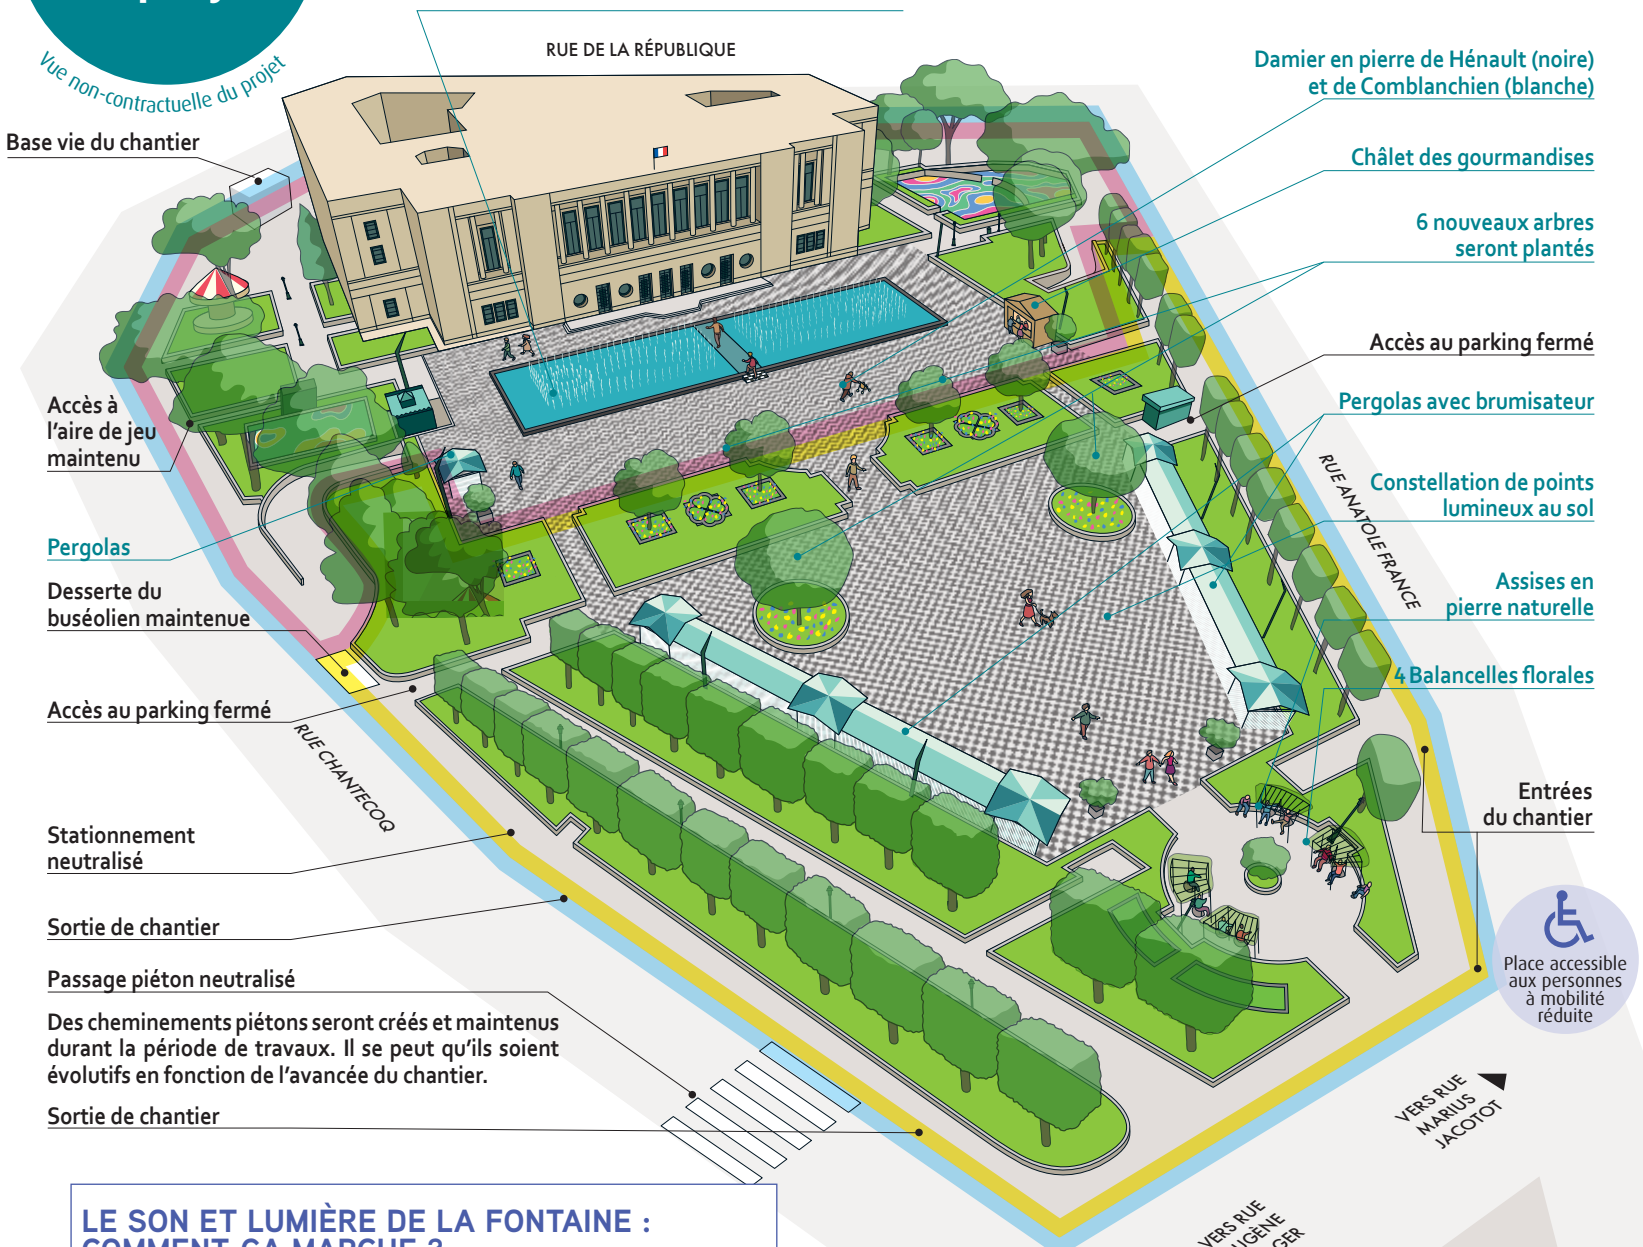 Vue non-contractuelle du projet
RUE DE LA RÉPUBLIQUE
Base vie du chantier
Damier en pierre de Hénault (noire)
et de Comblanchien (blanche)
Châlet des gourmandises
6 nouveaux arbres
seront plantés
Accès au parking fermé
Pergolas avec brumisateur
RUE ANATOLE FRANCE
Constellation de points
lumineux au sol
Assises en
pierre naturelle
4 Balancelles florales
Entrées
du chantier
Place accessible
aux personnes
à mobilité
réduite
Accès à
l'aire de jeu
maintenu
Pergolas
Desserte du
buséolien maintenue
Accès au parking fermé
RUE CHANTECOQ
Stationnement
neutralisé
Sortie de chantier
Passage piéton neutralisé
Des cheminements piétons seront créés et maintenus
durant la période de travaux. Il se peut qu'ils soient
évolutifs en fonction de l'avancée du chantier.
Sortie de chantier
VERS RUE
MARIUS
JACOTOT
VERS RUE
LE SON ET LUMIÈRE DE LA FONTAINE :
COMMENT ÇA MARCHE ?